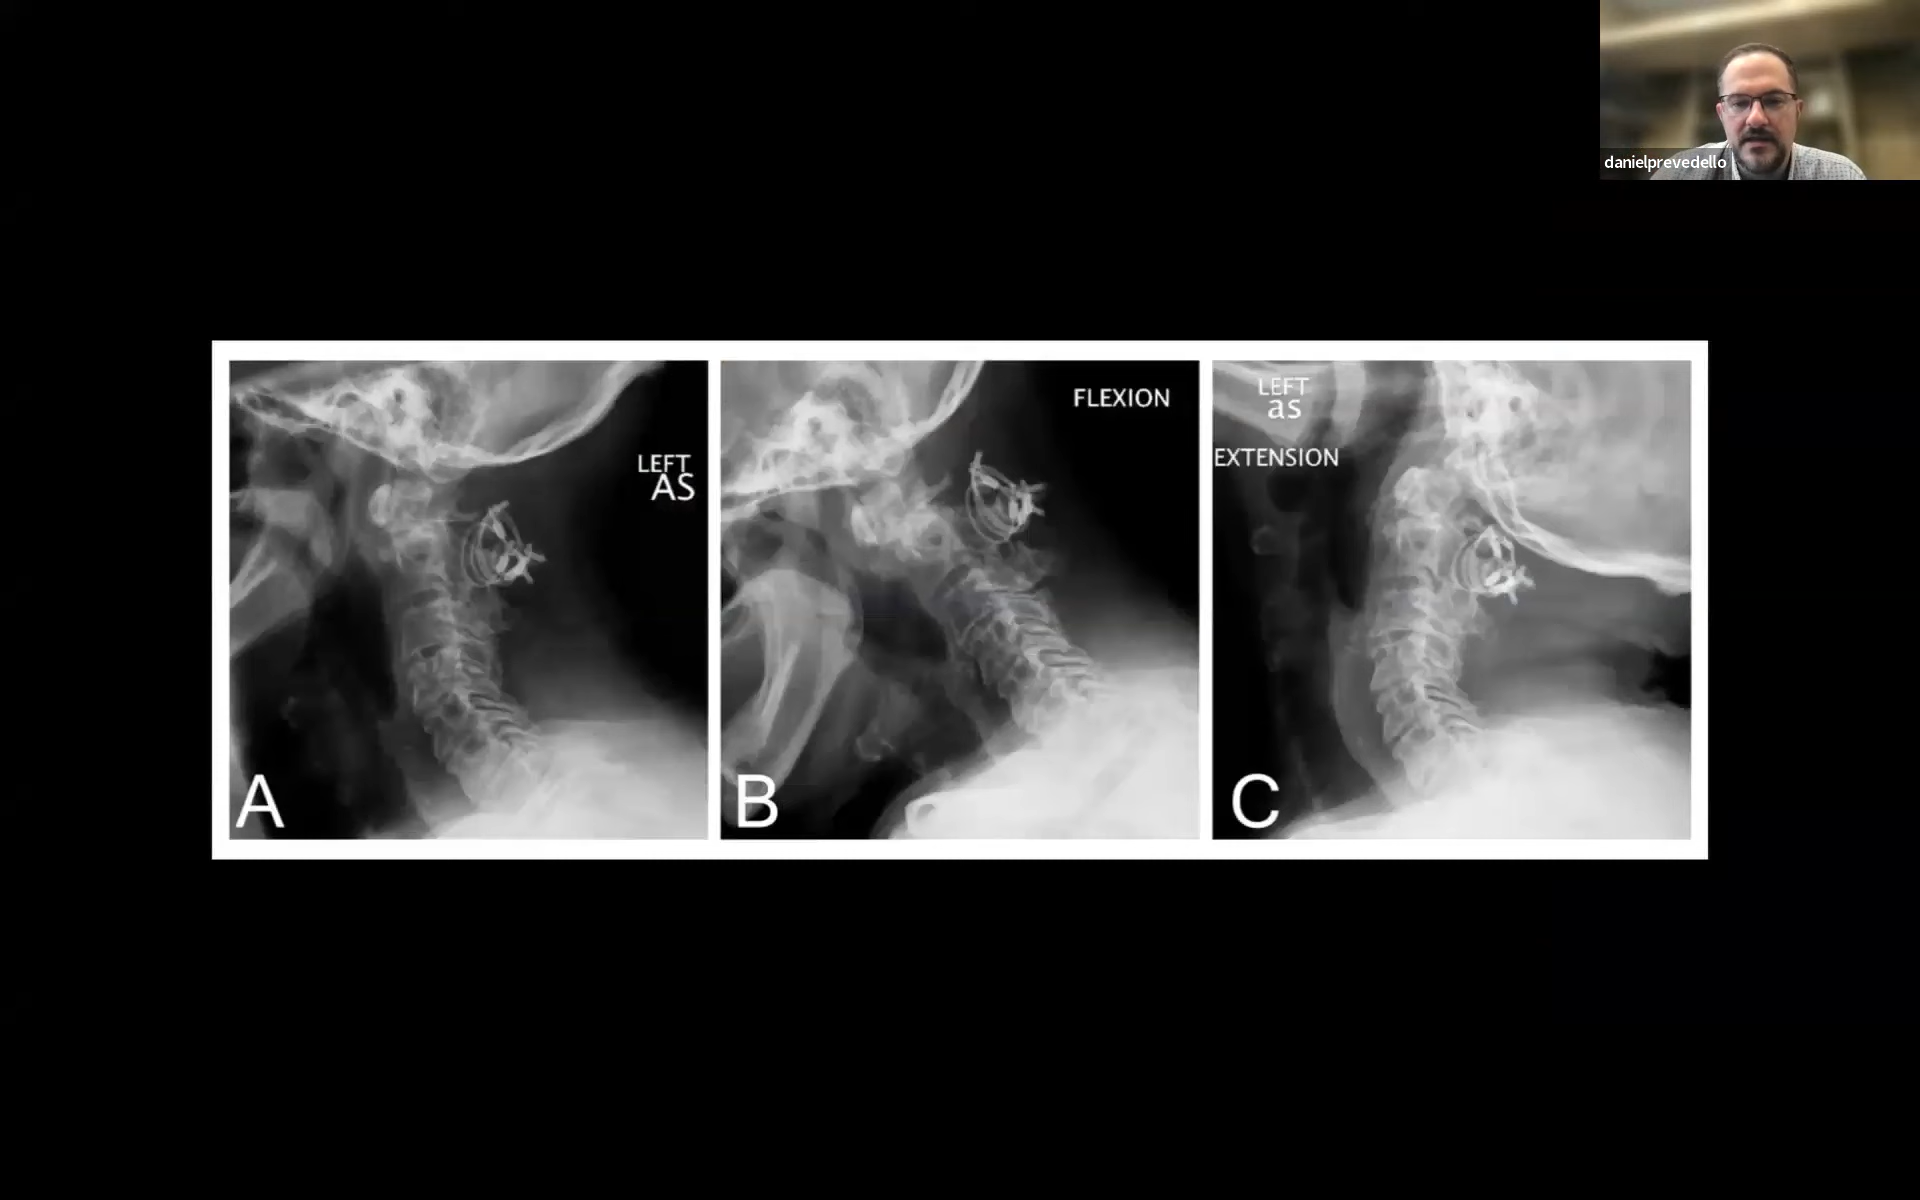 danielprevedello
LEFT
AS
A
FLEXION
B
LEFT
as
EXTENSION
C